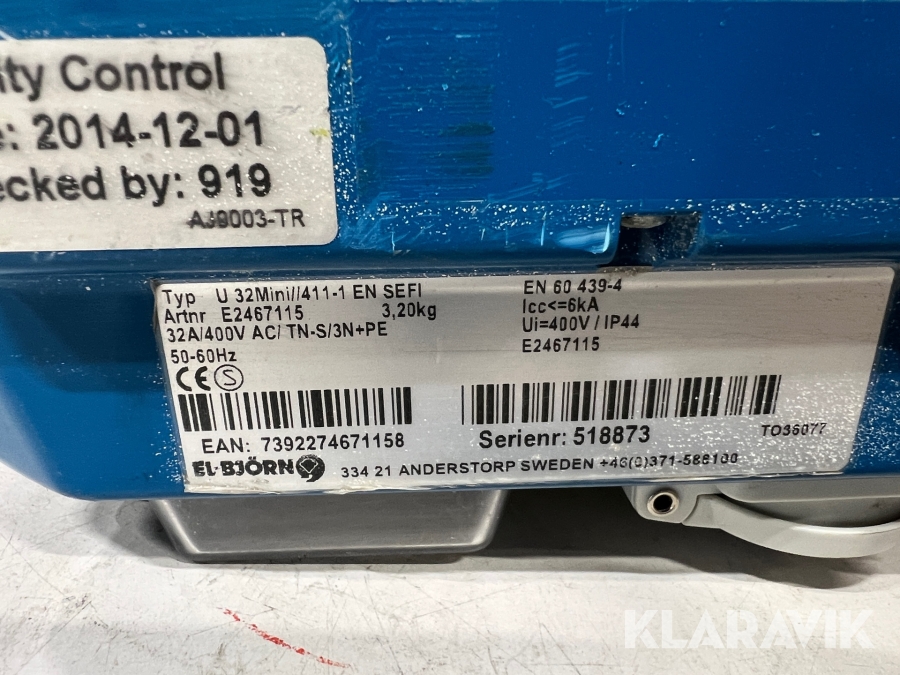 ity Control
e: 2014-12-01
ecked by: 919
AJ9003-TR
Typ U 32Mini//411-1 EN SEFI
Artnr E2467115 3,20kg
32A/400V AC/ TN-S/3N+PE
50-60Hz
EN 60 439-4
Icc<=6kA
Ui=400V / IP44
E2467115
CE S
EAN: 7392274671158
Serienr: 518873
TO36077
EL-BJÖRN
334 21 ANDERSTORP SWEDEN +46(0)371-588100
KLARAVIK